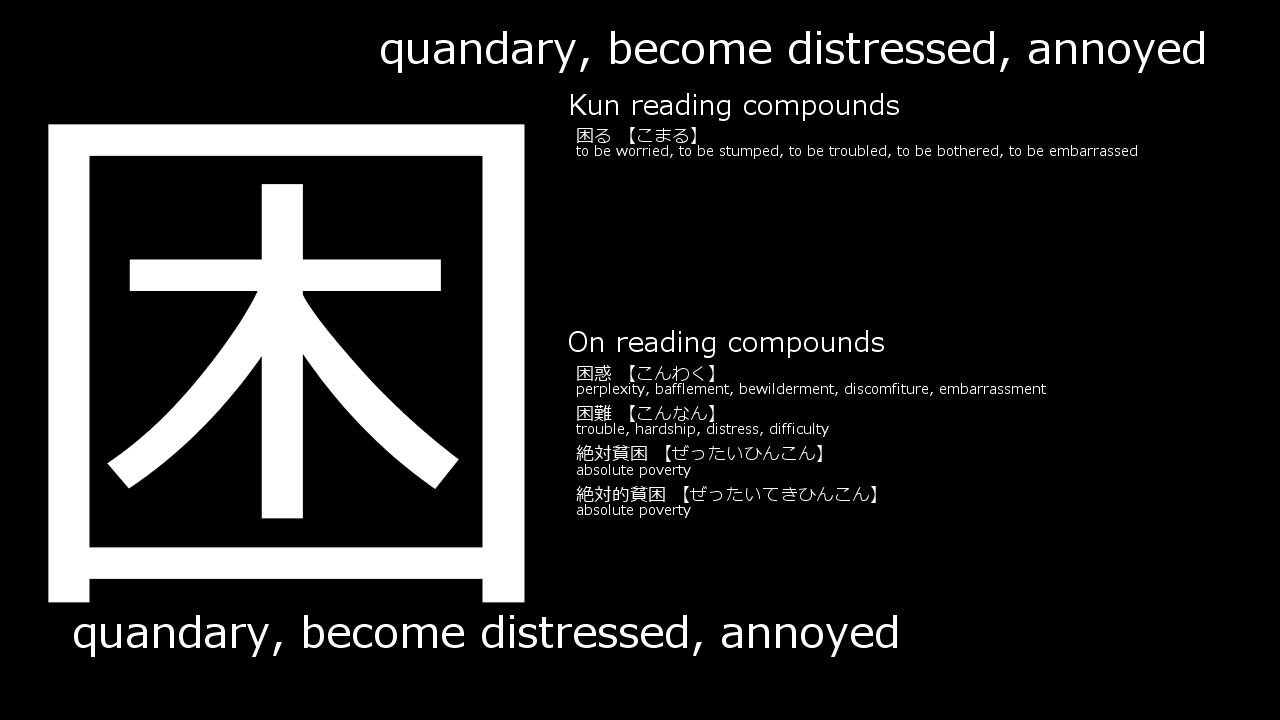 quandary, become distressed, annoyed
困
Kun reading compounds
困る 【こまる】
to be worried, to be stumped, to be troubled, to be bothered, to be embarrassed
On reading compounds
困惑 【こんわく】
perplexity, bafflement, bewilderment, discomfiture, embarrassment
困難 【こんなん】
trouble, hardship, distress, difficulty
絶対貧困 【ぜったいひんこん】
absolute poverty
絶対的貧困 【ぜったいてきひんこん】
absolute poverty
quandary, become distressed, annoyed